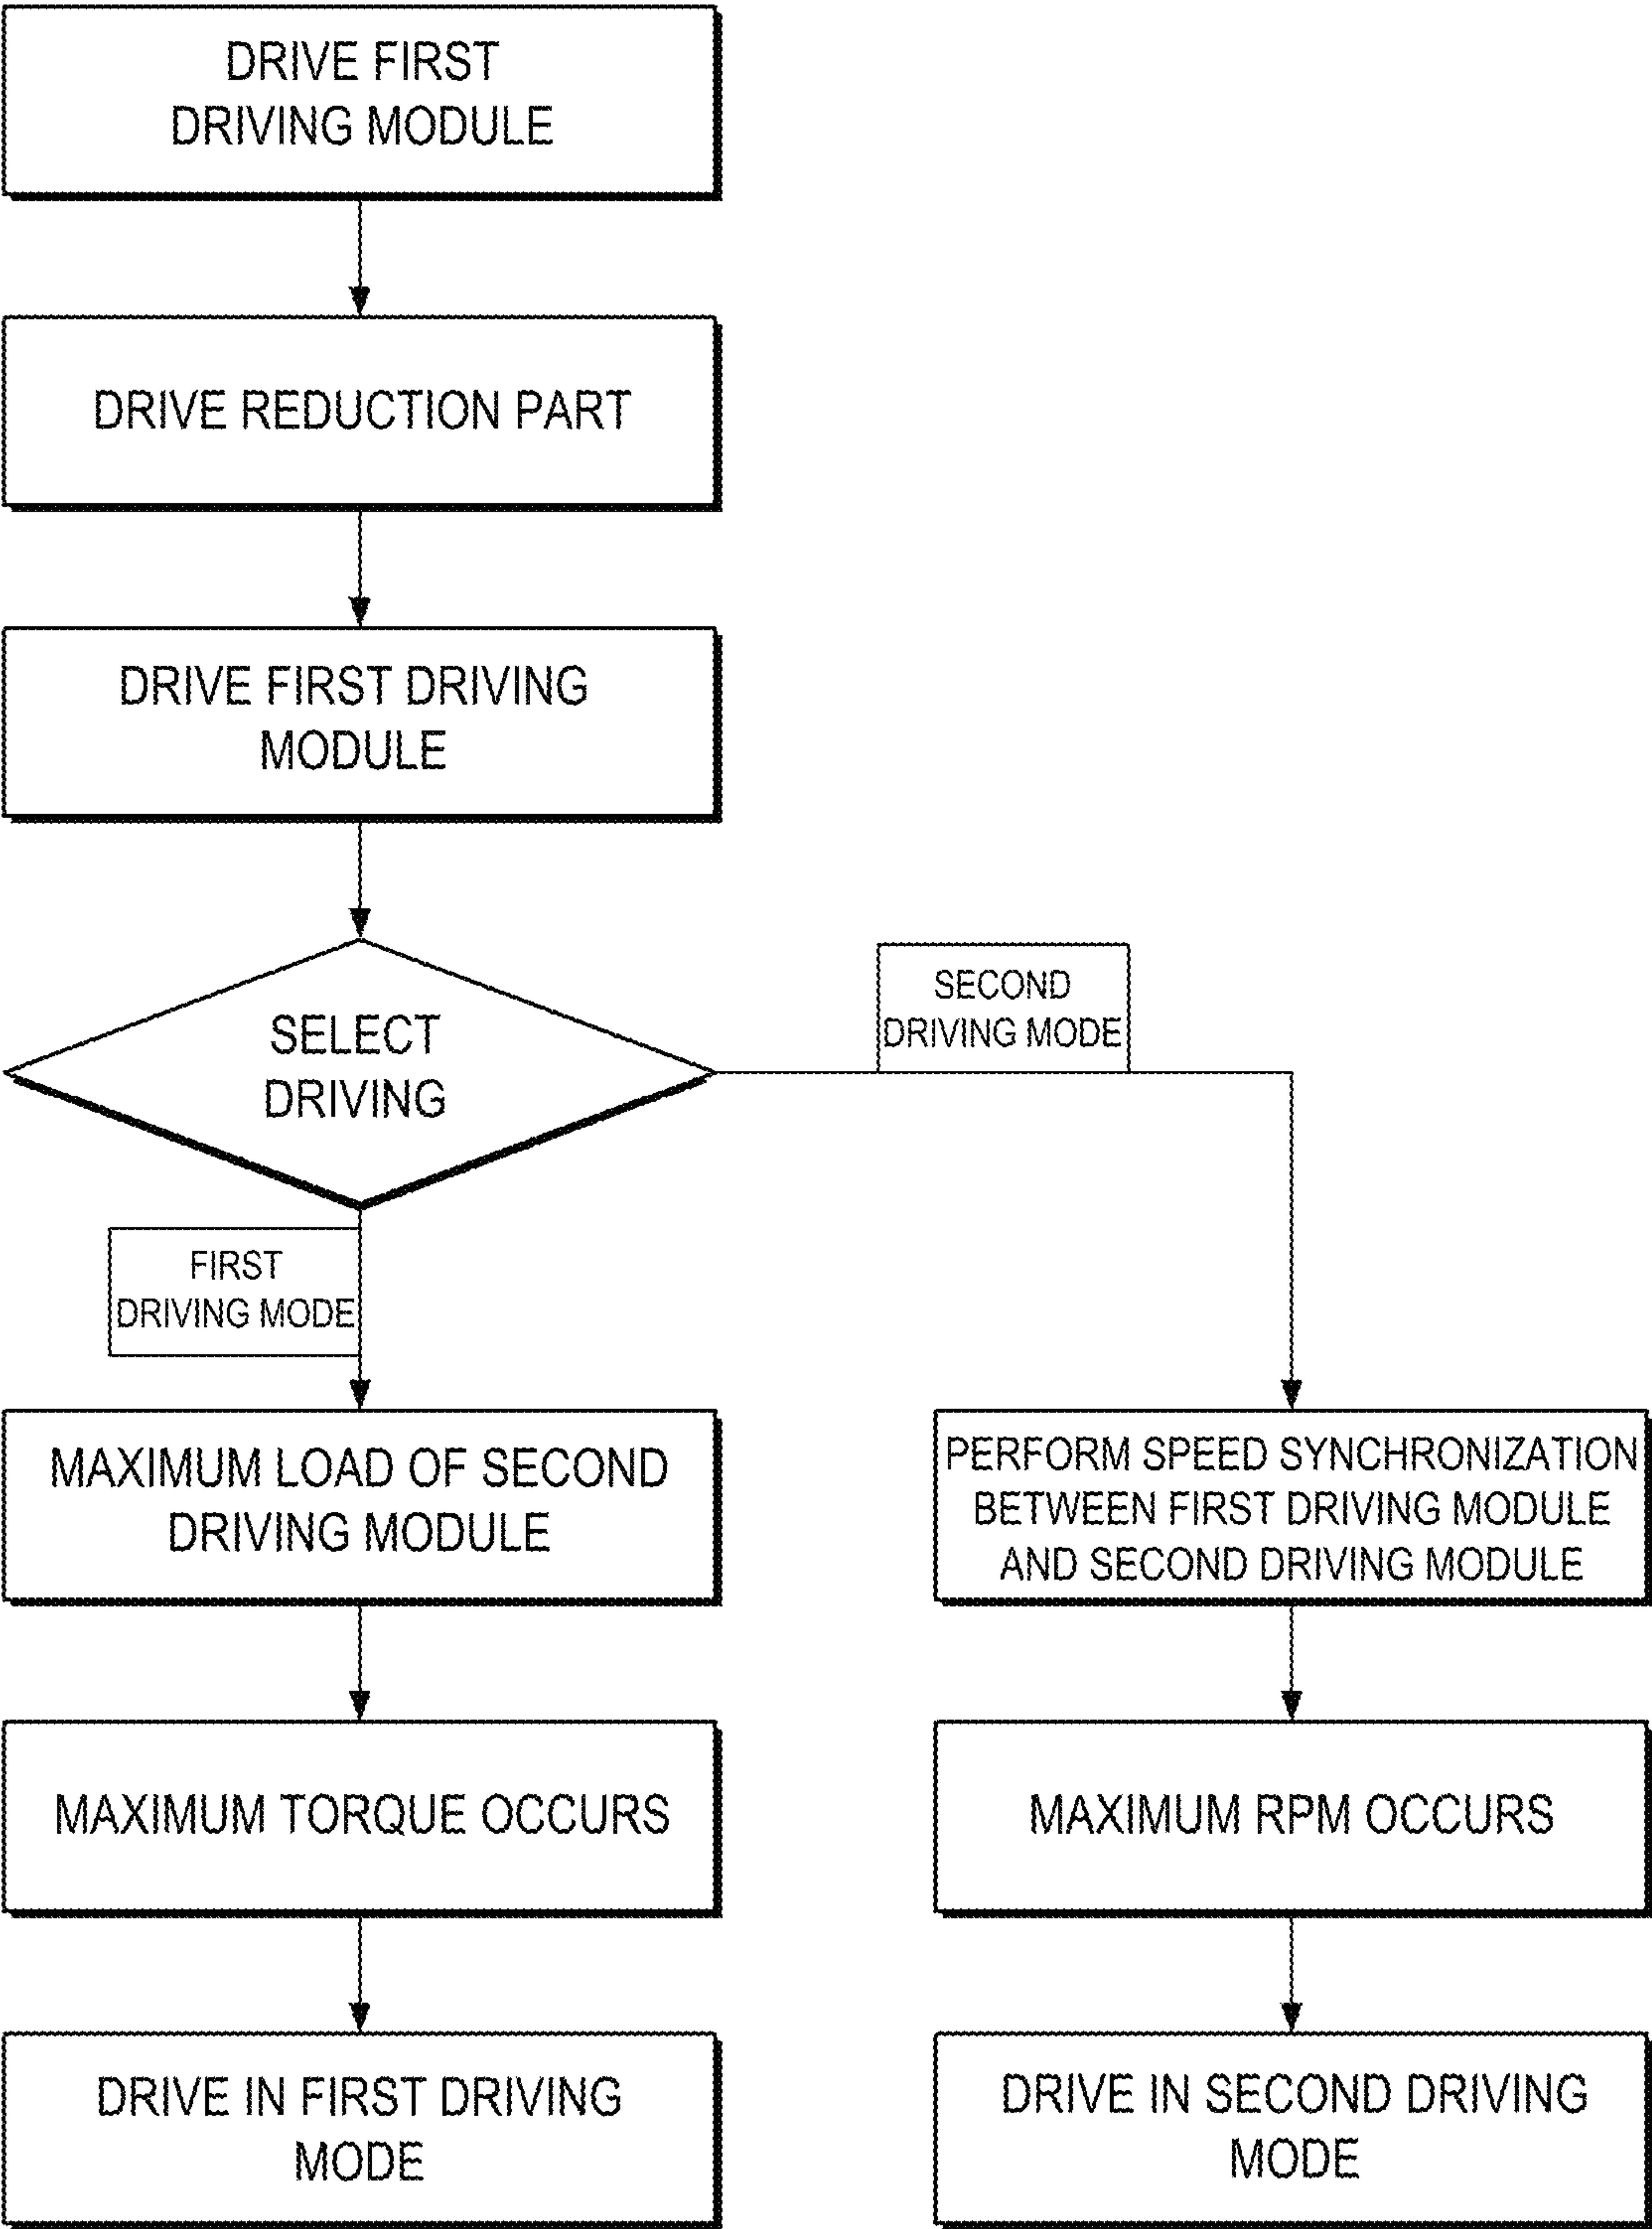 DRIVE FIRST
DRIVING MODULE
DRIVE REDUCTION PART
DRIVE FIRST DRIVING
MODULE
SELECT
DRIVING
SECOND
DRIVING MODE
FIRST
DRIVING MODE
MAXIMUM LOAD OF SECOND
DRIVING MODULE
MAXIMUM TORQUE OCCURS
DRIVE IN FIRST DRIVING
MODE
PERFORM SPEED SYNCHRONIZATION
BETWEEN FIRST DRIVING MODULE
AND SECOND DRIVING MODULE
MAXIMUM RPM OCCURS
DRIVE IN SECOND DRIVING
MODE